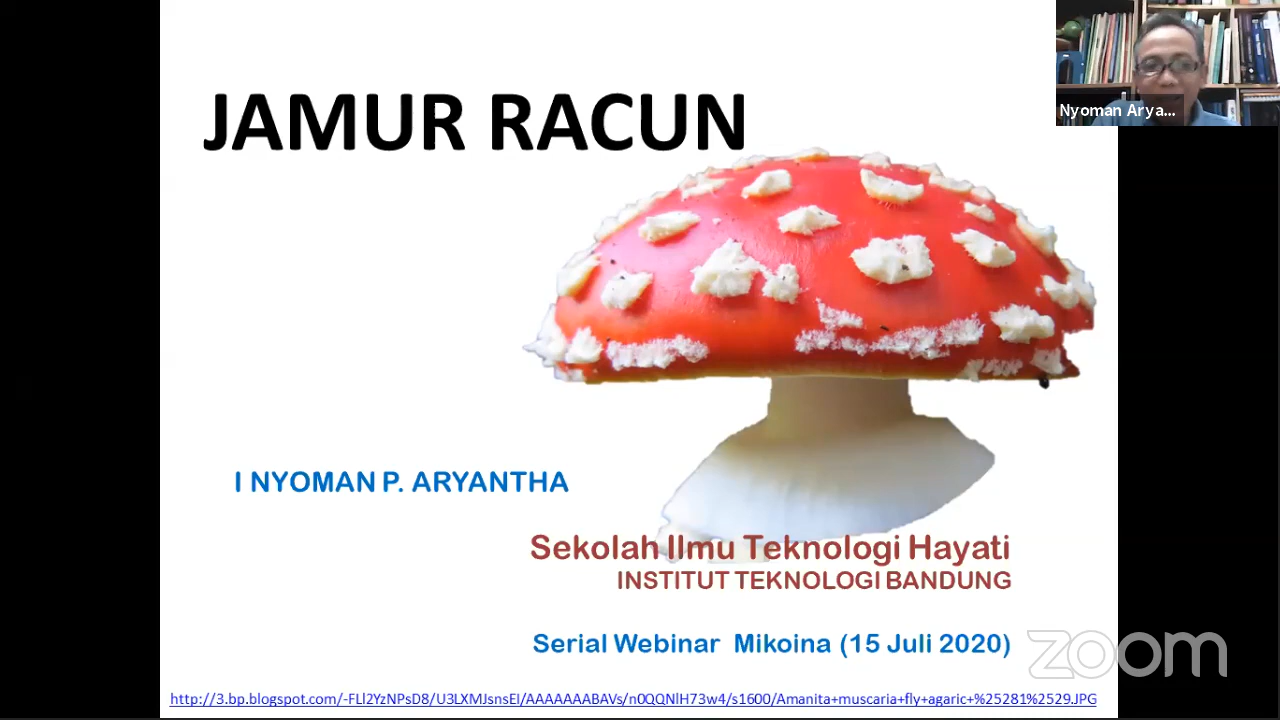 JAMUR RACUN
Nyoman Arya...
I NYOMAN P. ARYANTHA
Sekolah Ilmu Teknologi Hayati
INSTITUT TEKNOLOGI BANDUNG
Serial Webinar Mikoina (15 Juli 2020)
zoom
http://3.bp.blogspot.com/-FLl2YzNPsD8/U3LXMJsnsEI/AAAAAAABAVs/n0QQNlH73w4/s1600/Amanita+muscaria+fly+agaric+%25281%2529.JPG